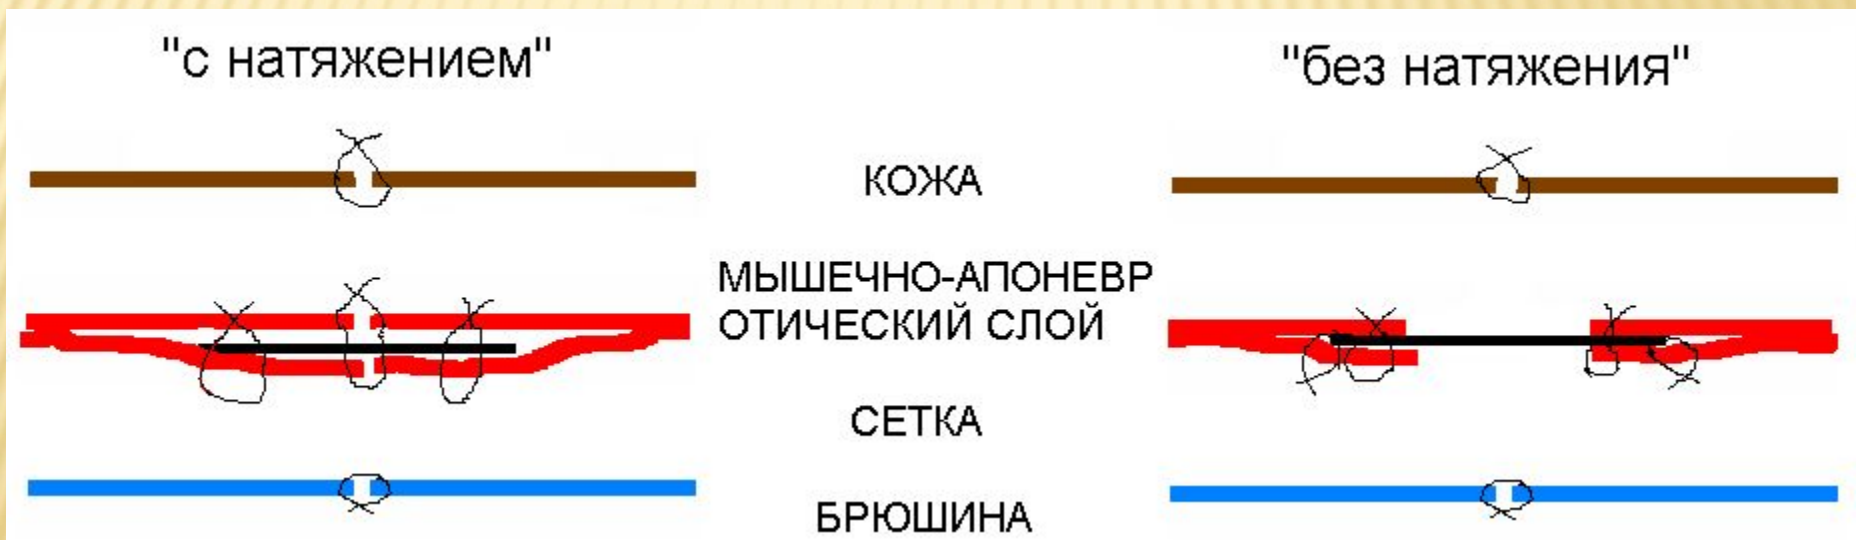 "с натяжением"
"без натяжения"
КОЖА
МЫШЕЧНО-АПОНЕВР
ОТИЧЕСКИЙ СЛОЙ
СЕТКА
БРЮШИНА